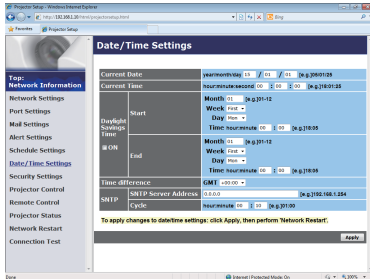 Projector Setup - Windows Internet Explorer
http://192.168.1.10/html/projectorsetup.html
Bing
Favorites Projector Setup
Date/Time Settings
Top:
Network Information
Network Settings
Port Settings
Mail Settings
Alert Settings
Schedule Settings
Date/Time Settings
Security Settings
Projector Control
Remote Control
Projector Status
Network Restart
Connection Test
Current Date year/month/day 15 / 01 / 01 [e.g.]06/01/25
Current Time hour:minute:second 00 : 00 : 00 [e.g.]18:01:25
Daylight Savings Time
ON
Start
Month 01 [e.g.]01-12
Week First
Day Mon
Time hour:minute 00 : 00 [e.g.]18:05
End
Month 01 [e.g.]01-12
Week First
Day Mon
Time hour:minute 00 : 00 [e.g.]18:05
Time difference GMT +00:00
SNTP
SNTP Server Address 0.0.0.0 [e.g.]192.168.1.254
Cycle hour:minute 00 : 10 [e.g.]01:00
To apply changes to date/time settings: click Apply, then perform 'Network Restart'.
Apply
Done
Internet | Protected Mode: On
100%